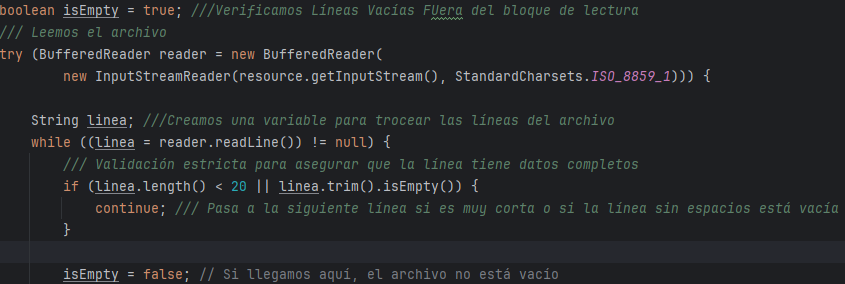 boolean isEmpty = true; ///Verificamos Líneas Vacías FUera del bloque de lectura
/// Leemos el archivo
try (BufferedReader reader = new BufferedReader(
new InputStreamReader(resource.getInputStream(), StandardCharsets.ISO_8859_1))) {
String linea; ///Creamos una variable para trocear las líneas del archivo
while ((linea = reader.readLine()) != null) {
/// Validación estricta para asegurar que la línea tiene datos completos
if (linea.length() < 20 || linea.trim().isEmpty()) {
continue; /// Pasa a la siguiente línea si es muy corta o si la línea sin espacios está vacía
}
isEmpty = false; // Si llegamos aquí, el archivo no está vacío